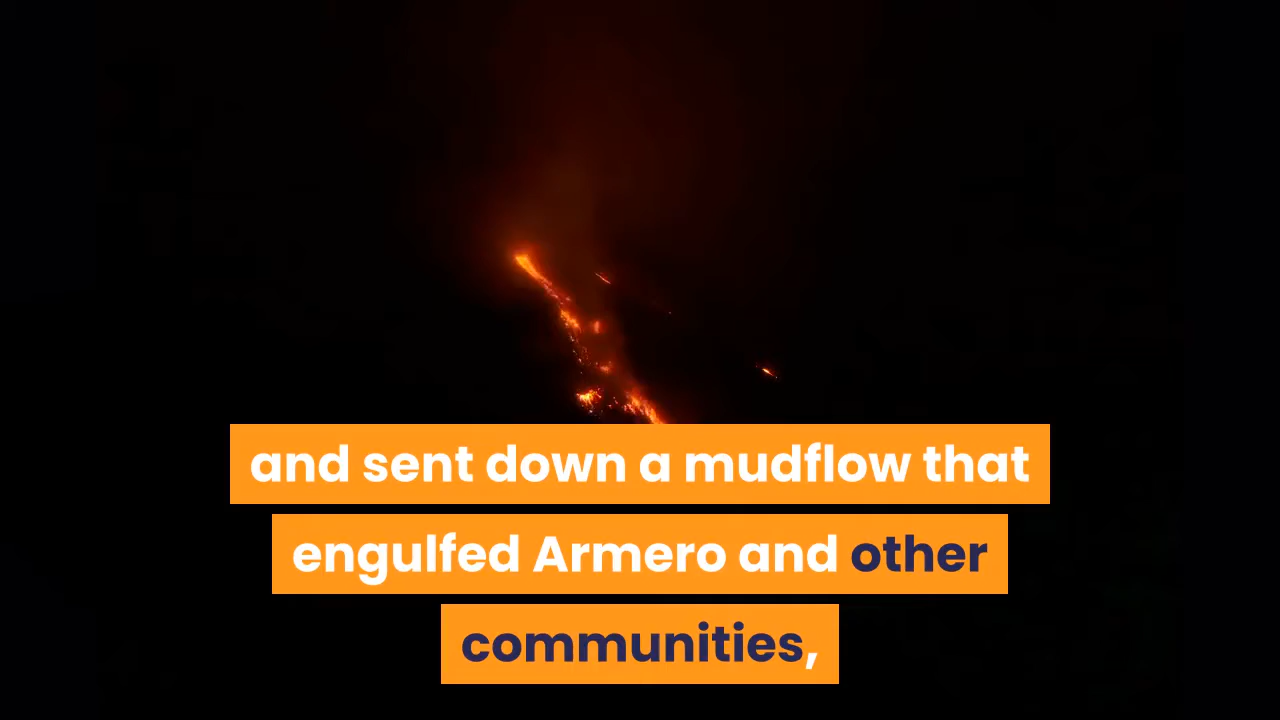 and sent down a mudflow that
engulfed Armero and other
communities,